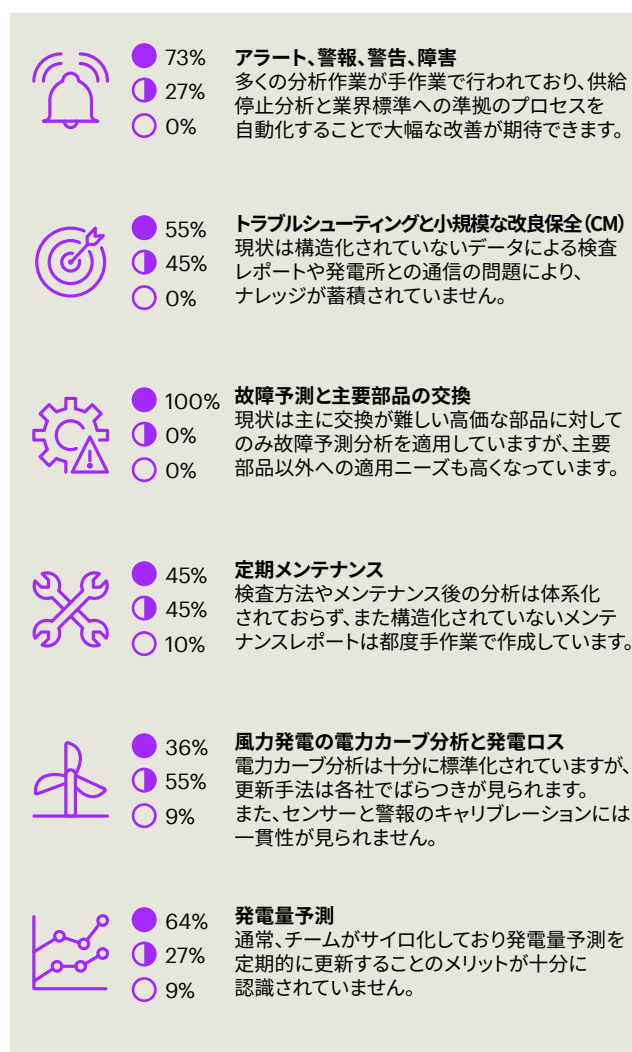 73%
27%
0%
アラート、警報、警告、障害
多くの分析作業が手作業で行われており、供給
停止分析と業界標準への準拠のプロセスを
自動化することで大幅な改善が期待できます。
55%
45%
0%
トラブルシューティングと小規模な改良保全（CM）
現状は構造化されていないデータによる検査
レポートや発電所との通信の問題により、
ナレッジが蓄積されていません。
100%
0%
0%
故障予測と主要部品の交換
現状は主に交換が難しい高価な部品に対して
のみ故障予測分析を適用していますが、主要
部品以外への適用ニーズも高くなっています。
45%
45%
10%
定期メンテナンス
検査方法やメンテナンス後の分析は体系化
されておらず、また構造化されていないメンテ
ナンスレポートは都度手作業で作成しています。
36%
55%
9%
風力発電の電力カーブ分析と発電ロス
電力カーブ分析は十分に標準化されていますが、
更新手法は各社でばらつきが見られます。
また、センサーと警報のキャリブレーションには
一貫性が見られません。
64%
27%
9%
発電量予測
通常、チームがサイロ化しており発電量予測を
定期的に更新することのメリットが十分に
認識されていません。